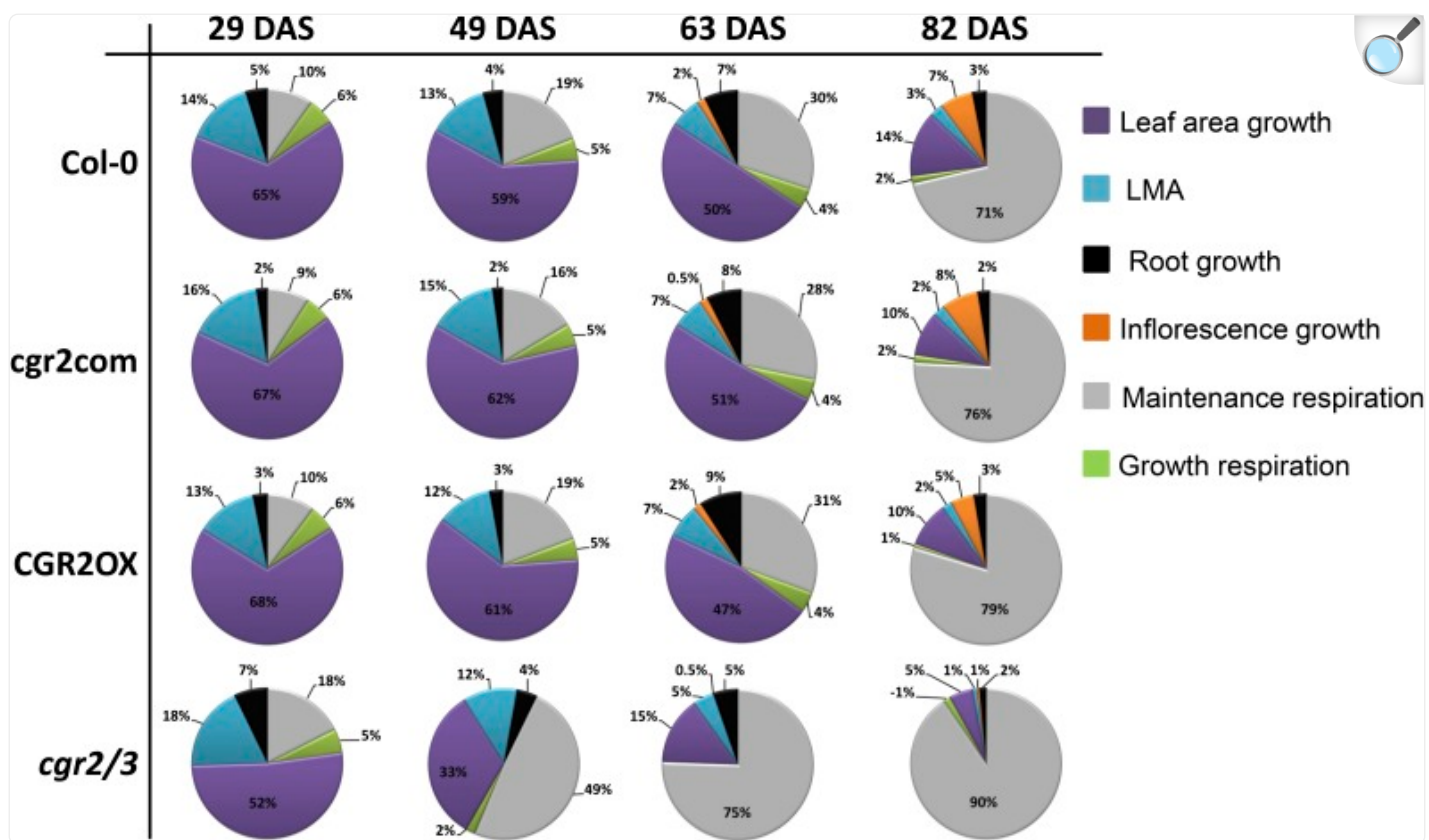 29 DAS 49 DAS 63 DAS 82 DAS
Col-0
5% 10% 6% 14% 65%
4% 19% 5% 13% 59%
2% 7% 30% 4% 7% 50%
7% 3% 3% 14% 2% 71%
cgr2com
2% 9% 6% 16% 67%
2% 16% 5% 15% 62%
0.5% 8% 28% 4% 7% 51%
8% 2% 2% 10% 2% 76%
CGR2OX
3% 10% 6% 13% 68%
3% 19% 5% 12% 61%
2% 9% 31% 4% 7% 47%
5% 3% 2% 10% 1% 79%
cgr2/3
7% 18% 5% 18% 52%
12% 4% 49% 2% 33%
0.5% 5% 5% 15% 75%
5% 1% 1% 2% -1% 90%
Leaf area growth
LMA
Root growth
Inflorescence growth
Maintenance respiration
Growth respiration